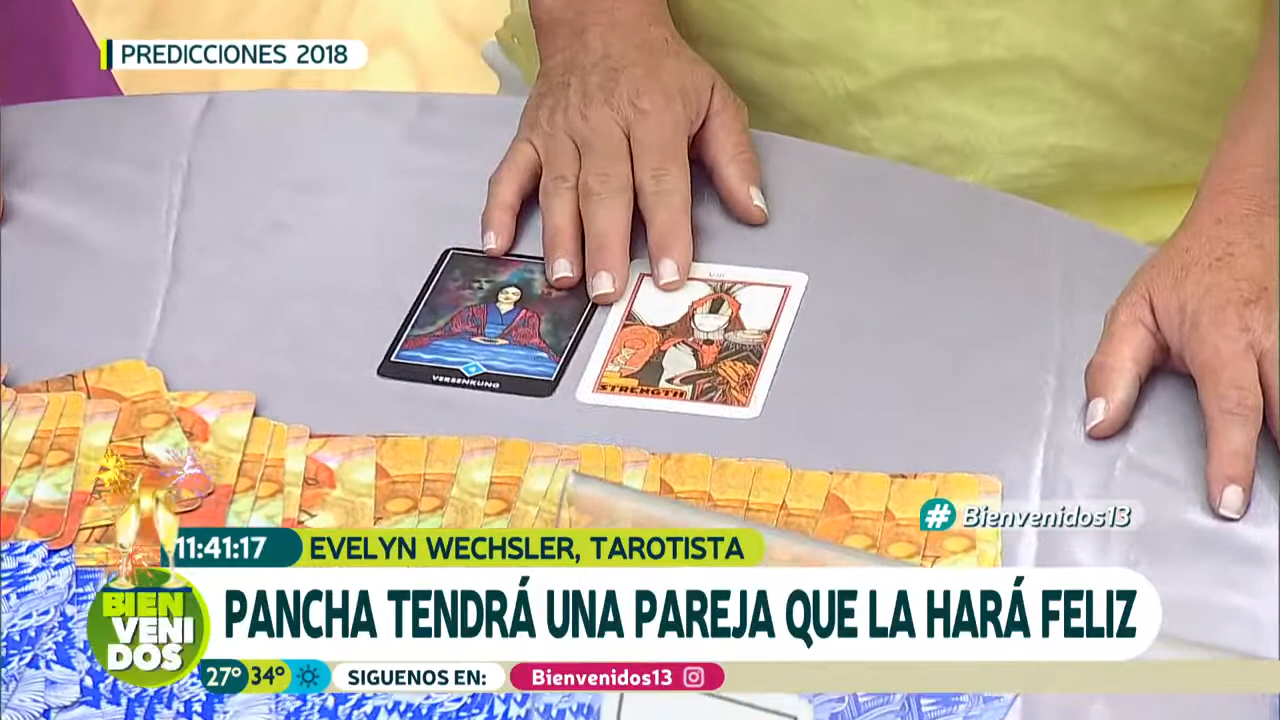 PREDICCIONES 2018
VERSENKUNG
VIII
STRENGTH
#Bienvenidos13
11:41:17
EVELYN WECHSLER, TAROTISTA
PANCHA TENDRÁ UNA PAREJA QUE LA HARÁ FELIZ
BIEN
VENI
DOS
27° 34°
SIGUENOS EN:
Bienvenidos13